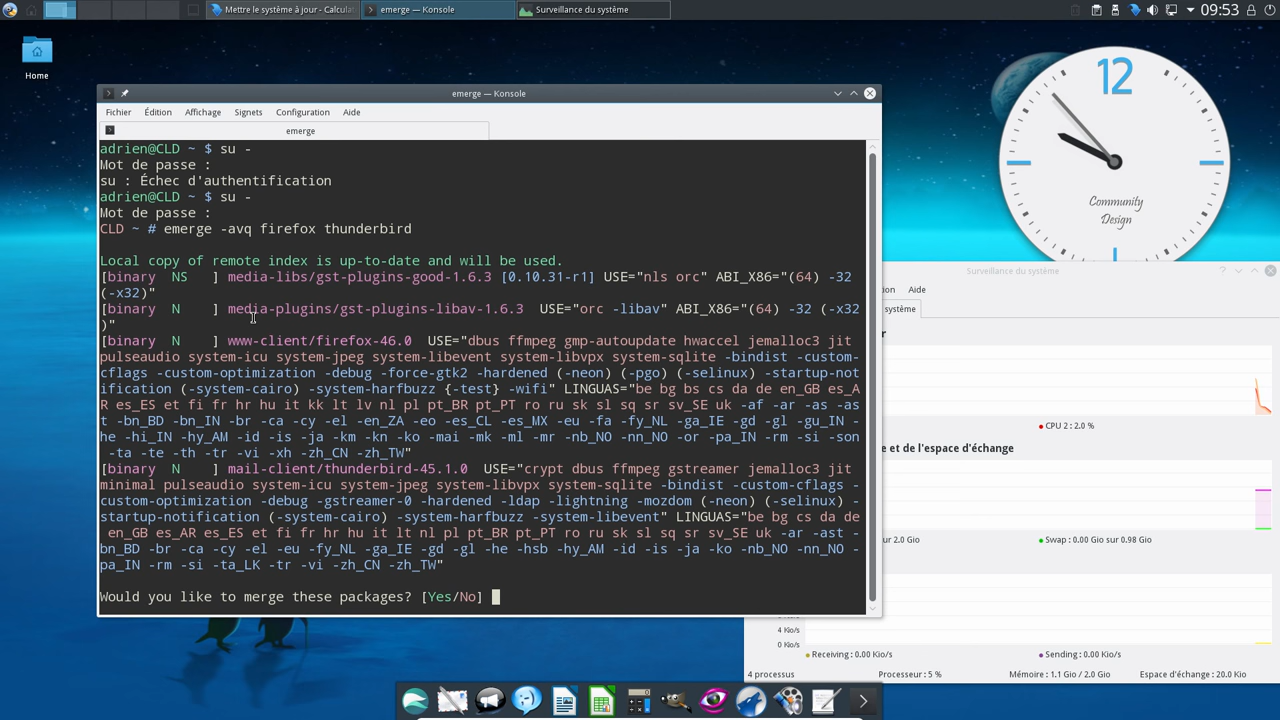 Mettre le système à jour - Calcula
emerge — Konsole
Surveillance du système
09:53
Home
emerge — Konsole
Fichier Édition Affichage Signets Configuration Aide
emerge
adrien@CLD ~ $ su -
Mot de passe :
su : Échec d'authentification
adrien@CLD ~ $ su -
Mot de passe :
CLD ~ # emerge -avq firefox thunderbird
Local copy of remote index is up-to-date and will be used.
[binary  NS   ] media-libs/gst-plugins-good-1.6.3 [0.10.31-r1] USE="nls orc" ABI_X86="(64) -32
(-x32)"
[binary  N    ] media-plugins/gst-plugins-libav-1.6.3  USE="orc -libav" ABI_X86="(64) -32 (-x32
)"
[binary  N    ] www-client/firefox-46.0  USE="dbus ffmpeg gmp-autoupdate hwaccel jemalloc3 jit
pulseaudio system-icu system-jpeg system-libevent system-libvpx system-sqlite -bindist -custom-
cflags -custom-optimization -debug -force-gtk2 -hardened (-neon) (-pgo) (-selinux) -startup-not
ification (-system-cairo) -system-harfbuzz {-test} -wifi" LINGUAS="be bg bs cs da de en_GB es_A
R es_ES et fi fr hr hu it kk lt lv nl pl pt_BR pt_PT ro ru sk sl sq sr sv_SE uk -af -ar -as -as
t -bn_BD -bn_IN -br -ca -cy -el -en_ZA -eo -es_CL -es_MX -eu -fa -fy_NL -ga_IE -gd -gl -gu_IN -
he -hi_IN -hy_AM -id -is -ja -km -kn -ko -mai -mk -ml -mr -nb_NO -nn_NO -or -pa_IN -rm -si -son
-ta -te -th -tr -vi -xh -zh_CN -zh_TW"
[binary  N    ] mail-client/thunderbird-45.1.0  USE="crypt dbus ffmpeg gstreamer jemalloc3 jit
minimal pulseaudio system-icu system-jpeg system-libvpx system-sqlite -bindist -custom-cflags -
custom-optimization -debug -gstreamer-0 -hardened -ldap -lightning -mozdom (-neon) (-selinux) -
startup-notification (-system-cairo) -system-harfbuzz -system-libevent" LINGUAS="be bg cs da de
en_GB es_AR es_ES et fi fr hr hu it lt nl pl pt_BR pt_PT ro ru sk sl sq sr sv_SE uk -ar -ast -
bn_BD -br -ca -cy -el -eu -fy_NL -ga_IE -gd -gl -he -hsb -hy_AM -id -is -ja -ko -nb_NO -nn_NO -
pa_IN -rm -si -ta_LK -tr -vi -zh_CN -zh_TW"
Would you like to merge these packages? [Yes/No]
12
Community
Design
Surveillance du système
ion Aide
système
r
CPU 2 : 2.0 %
e et de l'espace d'échange
ur 2.0 Gio
Swap : 0.00 Gio sur 0.98 Gio
4 Kio/s
0 Kio/s
Receiving : 0.00 Kio/s
Sending : 0.00 Kio/s
4 processus
Processeur : 5 %
Mémoire : 1.1 Gio / 2.0 Gio
Espace d'échange : 20.0 Kio